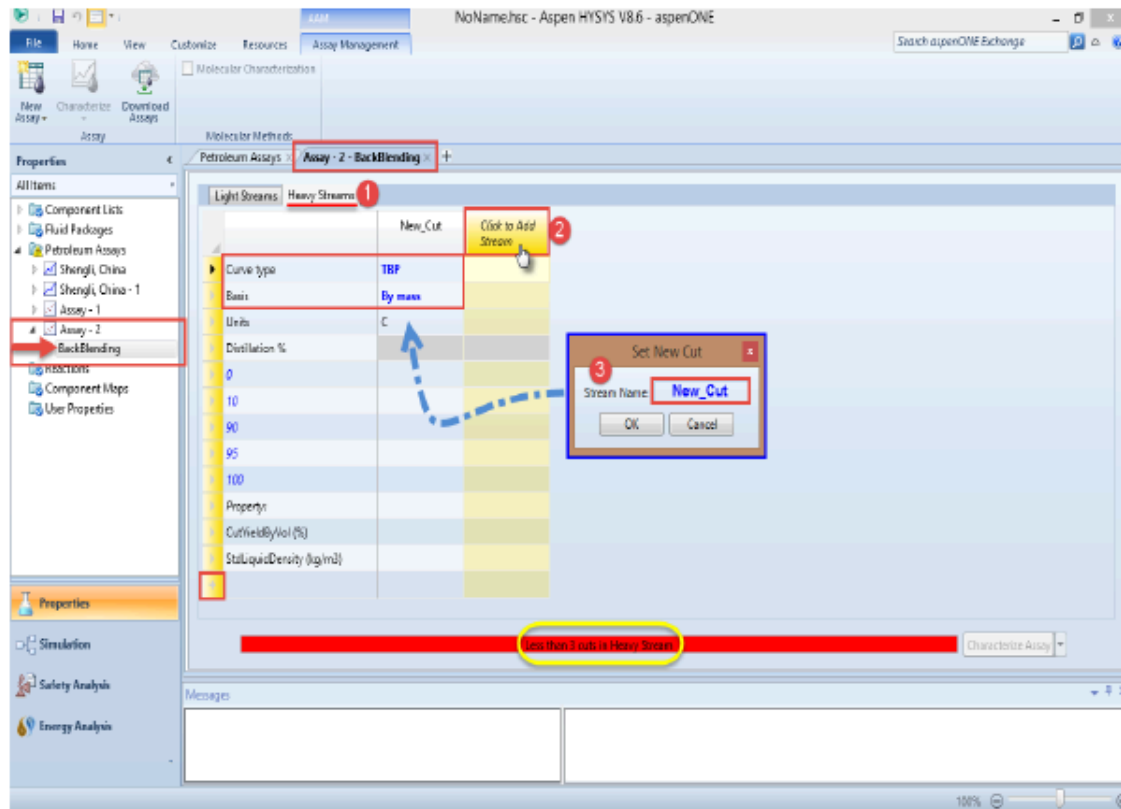 NoName.hsc - Aspen HYSYS V8.6 - aspenONE
File Home View Customize Resources Assay Management
Search aspenONE Exchange
Molecular Characterization
New Assay
Characterize
Download Assays
Assay
Molecular Methods
Properties
Petroleum Assays
Assay - 2 - BackBlending
All Items
Component Lists
Fluid Packages
Petroleum Assays
Shengli, China
Shengli, China - 1
Assay - 1
Assay - 2
BackBlending
Reactions
Component Maps
User Properties
Light Streams
Heavy Streams
1
New_Cut
Click to Add
Stream
2
Curve type TBP
Basis By mass
Units C
Distillation %
0
10
90
95
100
Property:
CutYieldByVol (%)
StdLiquidDensity (kg/m3)
Set New Cut
3
Stream Name New_Cut
OK Cancel
Less than 3 cuts in Heavy Stream
Characterize Assay
Properties
Simulation
Safety Analysis
Energy Analysis
Messages
100%